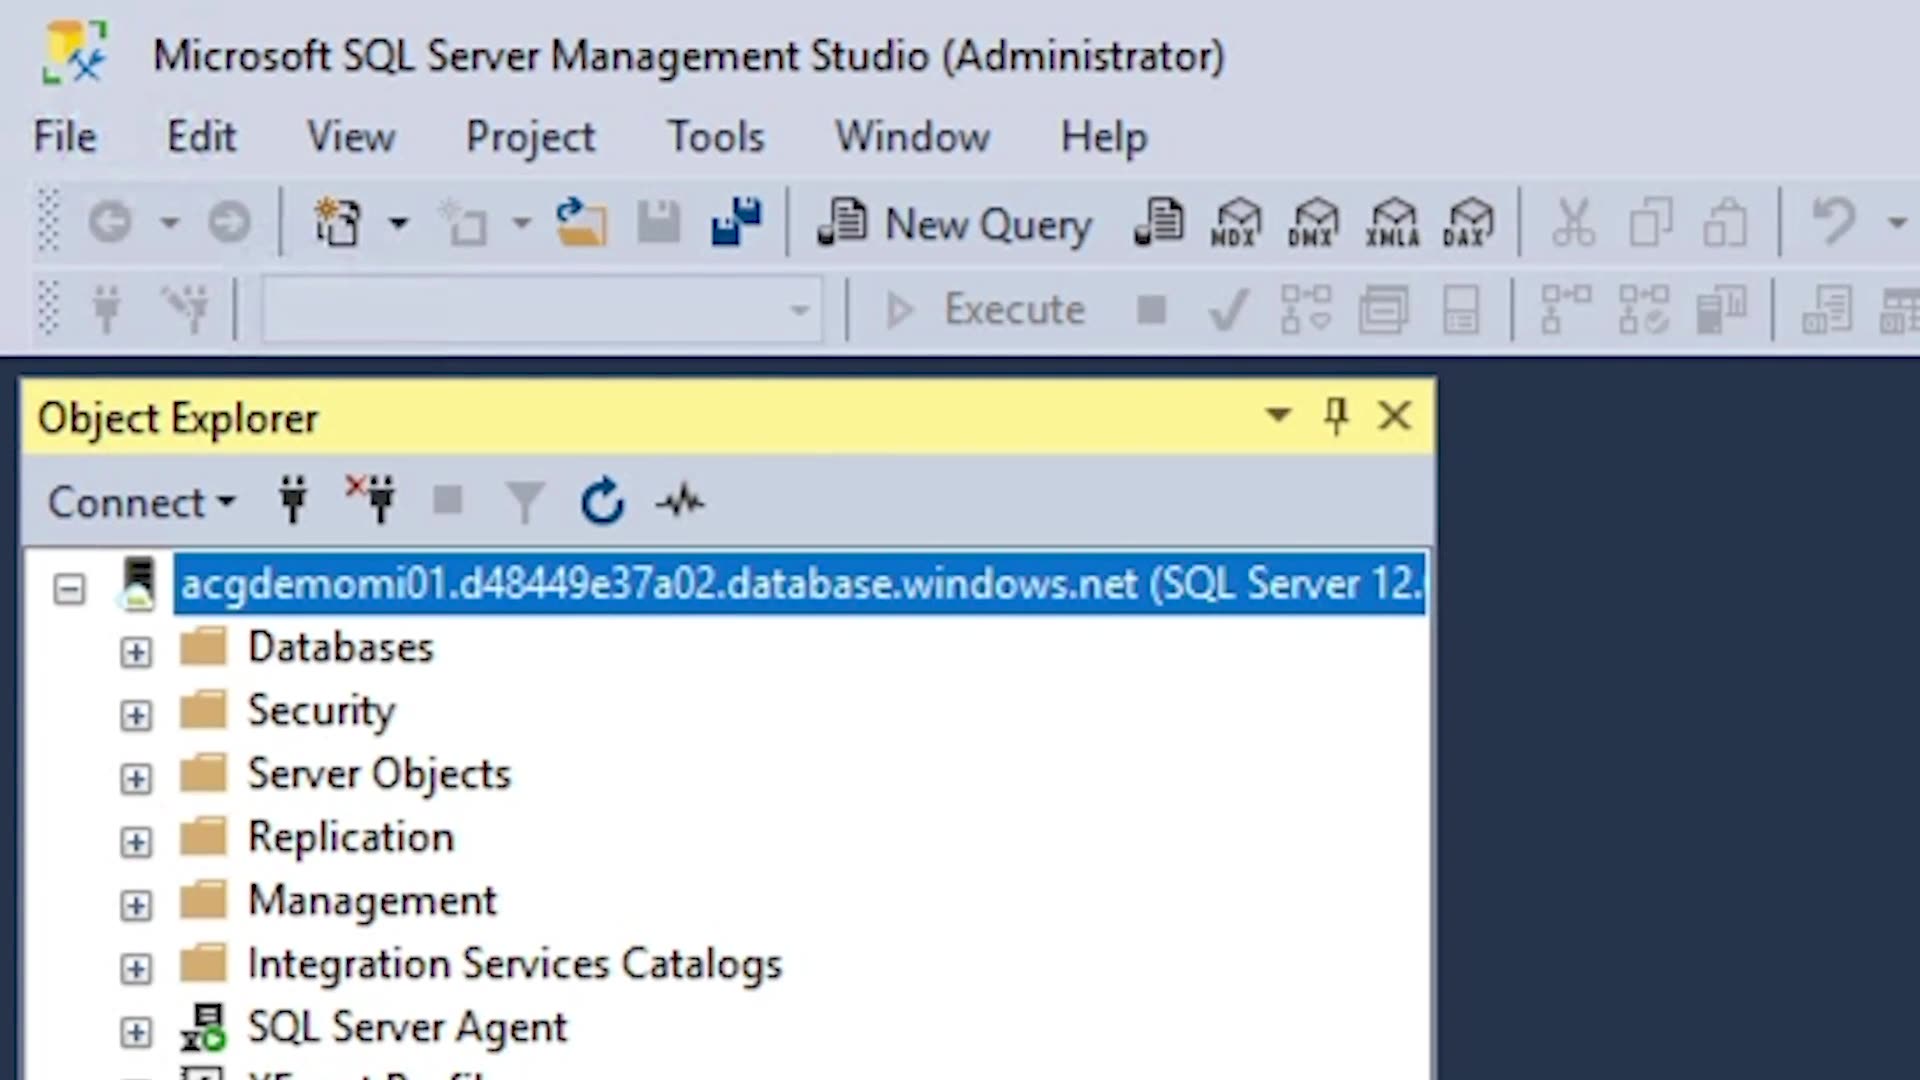 Microsoft SQL Server Management Studio (Administrator)
File Edit View Project Tools Window Help
New Query MDX DMX XMLA DAX
Execute
Object Explorer
Connect
acgdemomi01.d48449e37a02.database.windows.net (SQL Server 12.
Databases
Security
Server Objects
Replication
Management
Integration Services Catalogs
SQL Server Agent